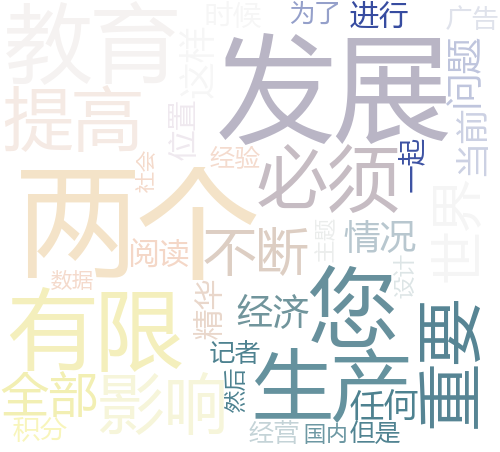 时候
为了
进行
广告
教育
这样
发展
问题
提高
位置
当前
社会
经验
必须
一起
两个
世界
阅读
不断
主题
情况
数据
设计
有限
精华
经济
您
重要
记者
生产
全部
影响
然后
任何
积分
经营
国内
但是